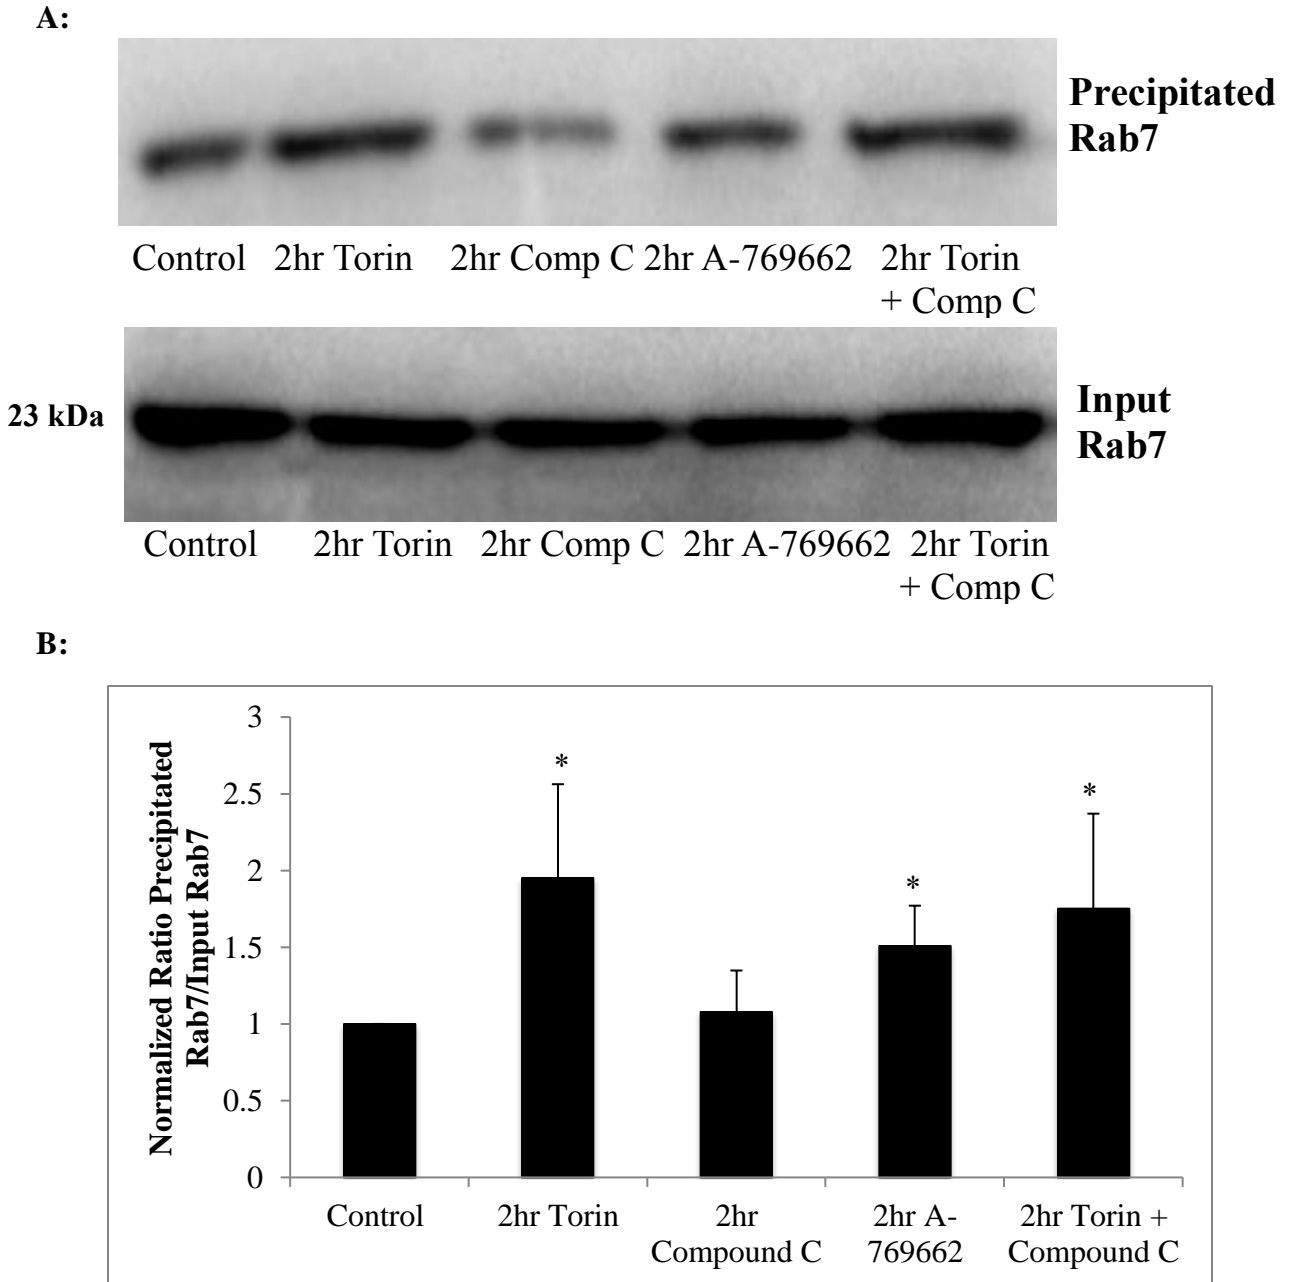 A:
Precipitated
Rab7
Control 2hr Torin 2hr Comp C 2hr A-769662 2hr Torin
+ Comp C
23 kDa
Input
Rab7
Control 2hr Torin 2hr Comp C 2hr A-769662 2hr Torin
+ Comp C
B:
Normalized Ratio Precipitated
Rab7/Input Rab7
3
2.5
2
1.5
1
0.5
0
*
*
*
Control 2hr Torin 2hr 2hr A- 2hr Torin +
Compound C 769662 Compound C